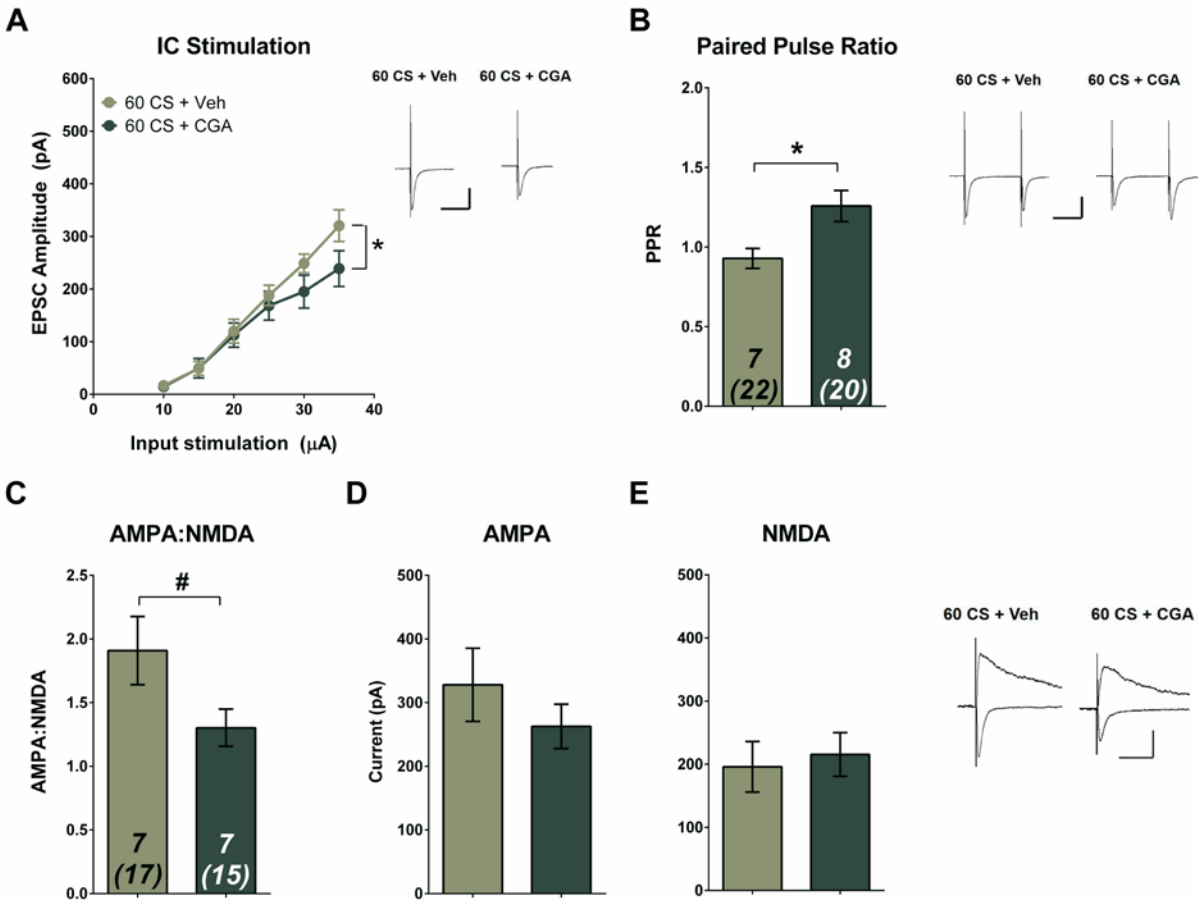 A
IC Stimulation
60 CS + Veh
60 CS + CGA
EPSC Amplitude (pA)
600
500
400
300
200
100
0
0
10
20
30
40
Input stimulation (μA)
*
60 CS + Veh
60 CS + CGA
B
Paired Pulse Ratio
PPR
2.0
1.5
1.0
0.5
0.0
*
7
(22)
8
(20)
60 CS + Veh
60 CS + CGA
C
AMPA:NMDA
AMPA:NMDA
2.5
2.0
1.5
1.0
0.5
0.0
#
7
(17)
7
(15)
D
AMPA
Current (pA)
500
400
300
200
100
0
E
NMDA
500
400
300
200
100
0
60 CS + Veh
60 CS + CGA